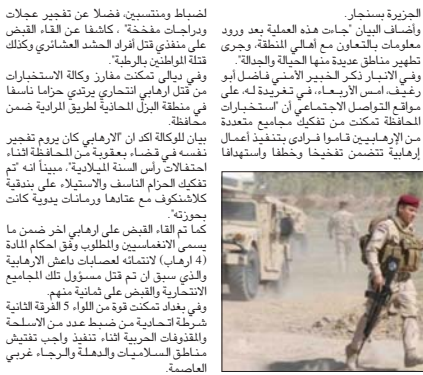 الجزيرة بسنجار.
وأضاف البيان "جاءت هذه العملية بعد ورود
معلومات بالتعاون مع أهالي المنطقة، وجرى
تطهير مناطق عديدة منها الحيالة والجدالة".
وفي الانبار ذكر الخبير الأمني فاضل أبو
رغيف، امس الأربعاء، في تغريدة له، على
مواقع التواصل الاجتماعي أن "استخبارات
المحافظة تمكنت من تفكيك مجاميع متعددة
من الإرهابيين قاموا فرادى بتنفيذ أعمال
إرهابية تتضمن تفخيخا وخطفا واستهدافا
لضباط ومنتسبين، فضلا عن تفجير عجلات
ودراجات مفخخة"، كاشفا عن القاء القبض
على منفذي قتل أفراد الحشد العشائري وكذلك
قتلة المواطنين بالرطبة".
وفي ديالى تمكنت مفارز وكالة الاستخبارات
من قتل ارهابي انتحاري يرتدي حزاما ناسفا
في منطقة البزل المحاذية لطريق المرادية ضمن
محافظة.
بيان للوكالة اكد ان "الارهابي كان يروم تفجير
نفسه في قضاء بعقوبة من المحافظة اثناء
احتفالات رأس السنة الميلادية"، مبيناً انه "تم
تفكيك الحزام الناسف والاستيلاء على بندقية
كلاشنكوف مع عتادها ورمانات يدوية كانت
بحوزته".
كما تم القاء القبض على ارهابي اخر ضمن ما
يسمى الانغماسيين والمطلوب وفق احكام المادة
(4 ارهاب) لانتمائه لعصابات داعش الارهابية
والذي سبق ان تم قتل مسؤول تلك المجاميع
الانتحارية والقبض على ثمانية منهم.
وفي بغداد تمكنت قوة من اللواء 5 الفرقة الثانية
شرطة اتحادية من ضبط عدد من الاسلحة
والمقذوفات الحربية اثناء تنفيذ واجب تفتيش
مناطق السلاميات والدهنة والرجاء غربي
العاصمة.